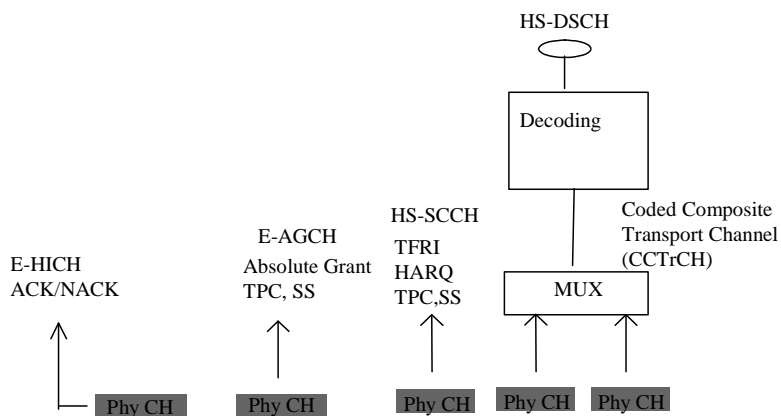 HS-DSCH
Decoding
Coded Composite
Transport Channel
(CCTrCH)
HS-SCCH
TFRI
HARQ
TPC,SS
E-AGCH
Absolute Grant
TPC, SS
E-HICH
ACK/NACK
MUX
Phy CH
Phy CH
Phy CH
Phy CH
Phy CH